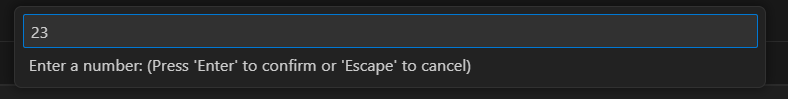 23
Enter a number: (Press 'Enter' to confirm or 'Escape' to cancel)